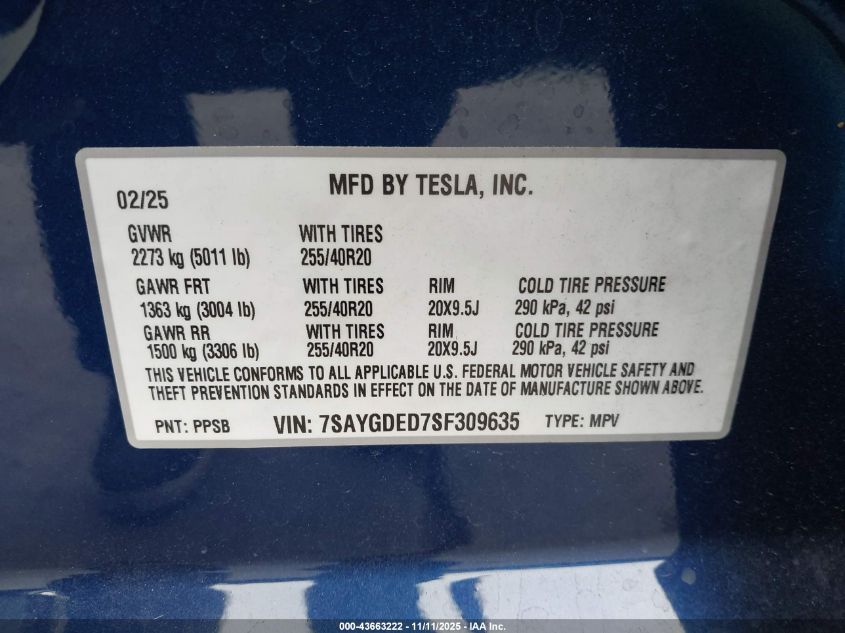 MFD BY TESLA, INC.
02/25
GVWR WITH TIRES
2273 kg (5011 lb) 255/40R20
GAWR FRT WITH TIRES RIM COLD TIRE PRESSURE
1363 kg (3004 lb) 255/40R20 20X9.5J 290 kPa, 42 psi
GAWR RR WITH TIRES RIM COLD TIRE PRESSURE
1500 kg (3306 lb) 255/40R20 20X9.5J 290 kPa, 42 psi
THIS VEHICLE CONFORMS TO ALL APPLICABLE U.S. FEDERAL MOTOR VEHICLE SAFETY AND
THEFT PREVENTION STANDARDS IN EFFECT ON THE DATE OF MANUFACTURE SHOWN ABOVE.
PNT: PPSB VIN: 7SAYGDED7SF309635 TYPE: MPV
000-43663222 - 11/11/2025 - IAA Inc.